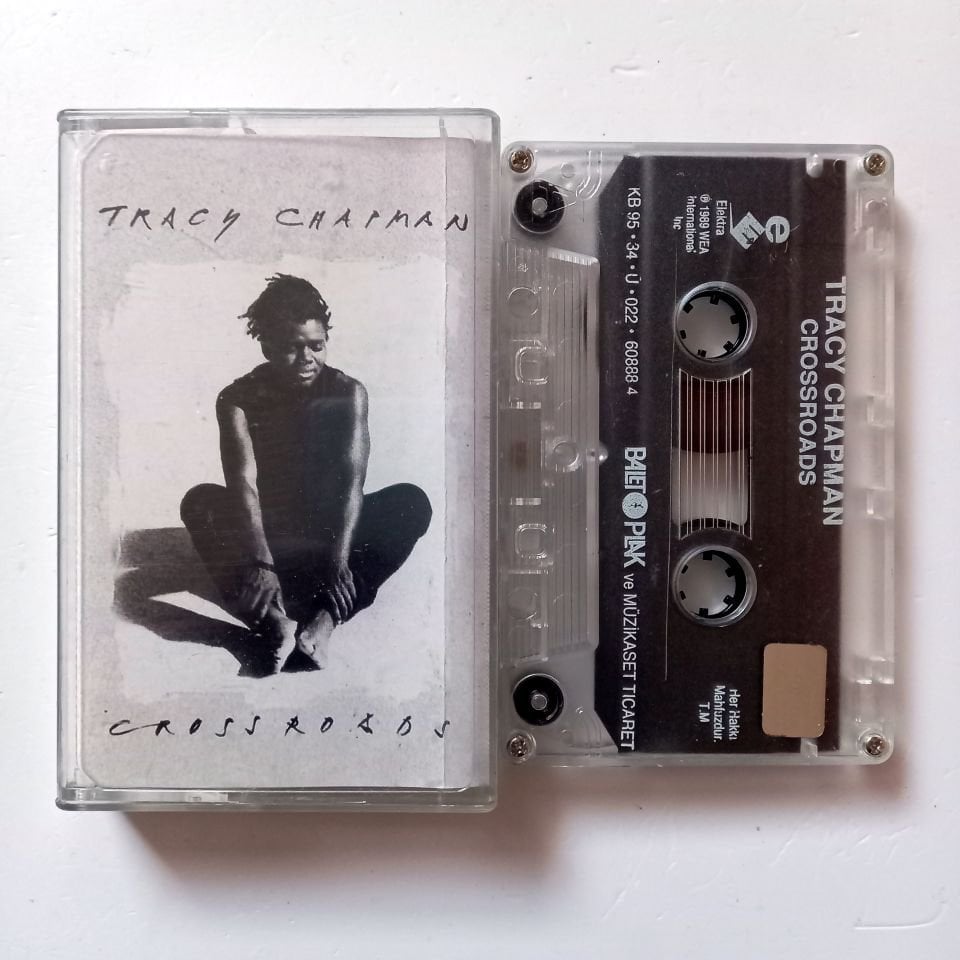 TRACY CHAPMAN
CROSSROADS
TRACY CHAPMAN
CROSSROADS
Elektra
℗ 1989 WEA
International
Inc
KB 95 • 34 • Ü • 022 • 60888 4
BALET PLAK ve MÜZİKASET TİCARET
Her Hakkı
Mahfuzdur.
T.M